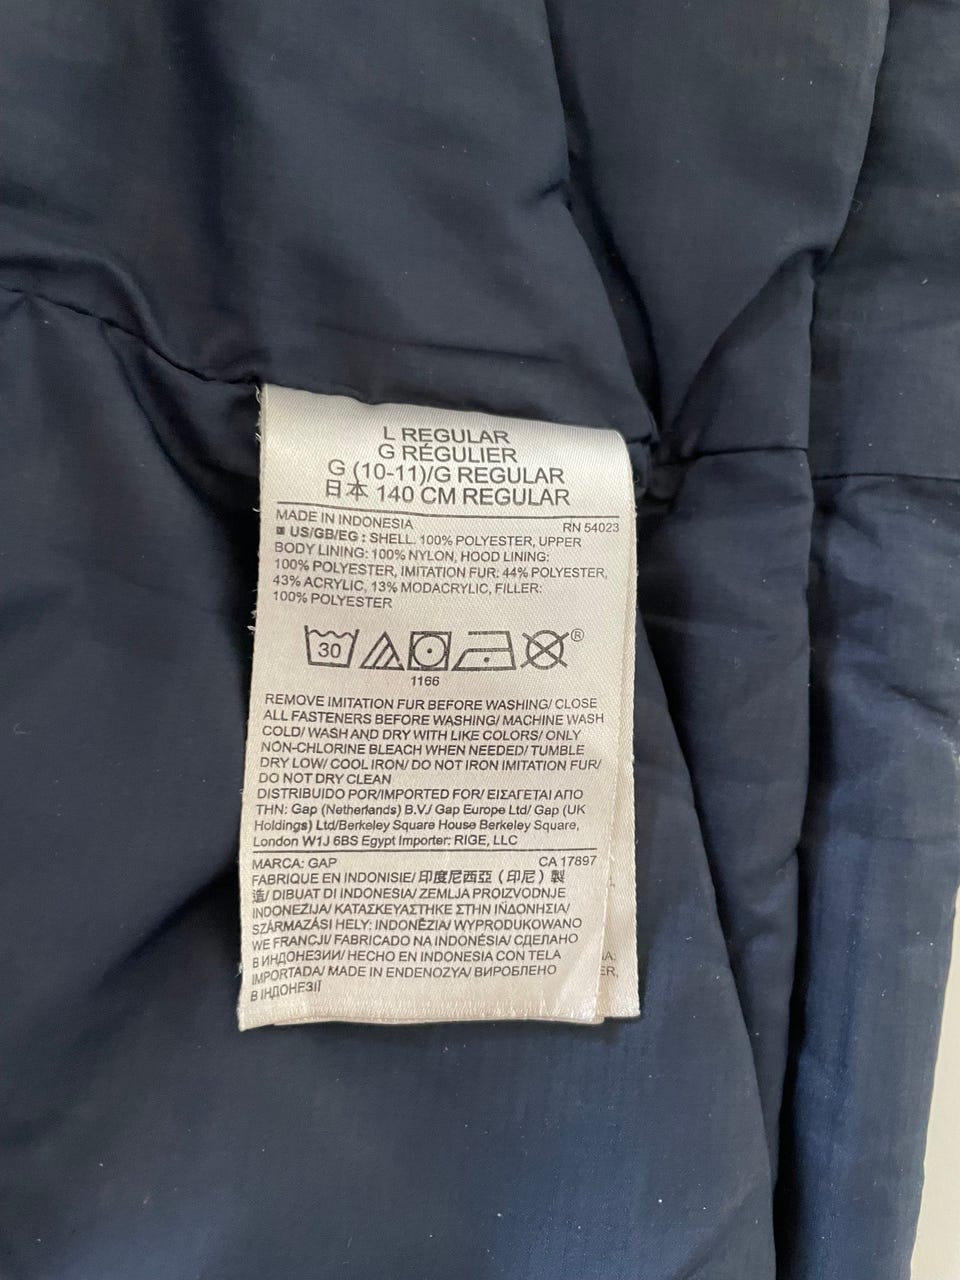 L REGULAR
G RÉGULIER
G (10-11)/G REGULAR
日本 140 CM REGULAR
MADE IN INDONESIA RN 54023
US/GB/EG : SHELL. 100% POLYESTER, UPPER
BODY LINING: 100% NYLON, HOOD LINING:
100% POLYESTER, IMITATION FUR: 44% POLYESTER,
43% ACRYLIC, 13% MODACRYLIC, FILLER:
100% POLYESTER
30 ®
1166
REMOVE IMITATION FUR BEFORE WASHING/ CLOSE
ALL FASTENERS BEFORE WASHING/ MACHINE WASH
COLD/ WASH AND DRY WITH LIKE COLORS/ ONLY
NON-CHLORINE BLEACH WHEN NEEDED/ TUMBLE
DRY LOW/ COOL IRON/ DO NOT IRON IMITATION FUR/
DO NOT DRY CLEAN
DISTRIBUIDO POR/IMPORTED FOR/ ΕΙΣΑΓΕΤΑΙ ΑΠΟ
ΤΗΝ: Gap (Netherlands) B.V./ Gap Europe Ltd/ Gap (UK
Holdings) Ltd/Berkeley Square House Berkeley Square,
London W1J 6BS Egypt Importer: RIGE, LLC
MARCA: GAP CA 17897
FABRIQUE EN INDONISIE/ 印度尼西亞 (印尼) 製
造/ DIBUAT DI INDONESIA/ ZEMLJA PROIZVODNJE
INDONEZIJA/ ΚΑΤΑΣΚΕΥΑΣΤΗΚΕ ΣΤΗΝ ΙΝΔΟΝΗΣΙΑ/
SZÁRMAZÁSI HELY: INDONÉZIA/ WYPRODUKOWANO
WE FRANCJI/ FABRICADO NA INDONÉSIA/ СДЕЛАНО
В ИНДОНЕЗИИ/ HECHO EN INDONESIA CON TELA
IMPORTADA/ MADE IN ENDENOZYA/ ВИРОБЛЕНО
В ІНДОНЕЗІЇ